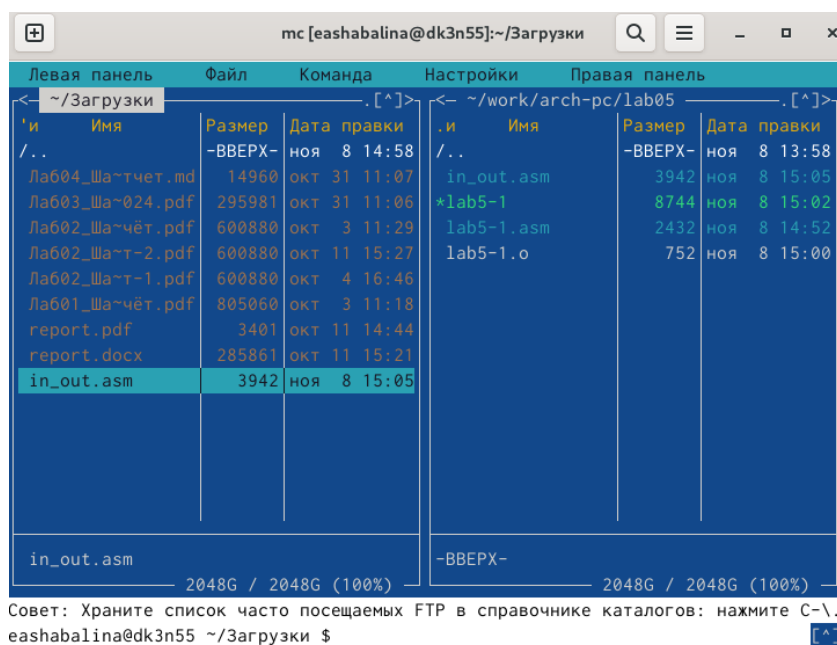 mc [eashabalina@dk3n55]:~/Загрузки
Левая панель Файл Команда Настройки Правая панель
<— ~/Загрузки .[^]> <— ~/work/arch-pc/lab05 .[^]>
'и Имя Размер Дата правки .и Имя Размер Дата правки
/.. -ВВЕРХ- ноя 8 14:58 /.. -ВВЕРХ- ноя 8 13:58
Лаб04_Ша~тчет.md 14960 окт 31 11:07 in_out.asm 3942 ноя 8 15:05
Лаб03_Ша~024.pdf 295981 окт 31 11:06 *lab5-1 8744 ноя 8 15:02
Лаб02_Ша~чёт.pdf 600880 окт 3 11:29 lab5-1.asm 2432 ноя 8 14:52
Лаб02_Ша~т-2.pdf 600880 окт 11 15:27 lab5-1.o 752 ноя 8 15:00
Лаб02_Ша~т-1.pdf 600880 окт 4 16:46
Лаб01_Ша~чёт.pdf 805060 окт 3 11:18
report.pdf 3401 окт 11 14:44
report.docx 285861 окт 11 15:21
in_out.asm 3942 ноя 8 15:05
in_out.asm -ВВЕРХ-
2048G / 2048G (100%) 2048G / 2048G (100%)
Совет: Храните список часто посещаемых FTP в справочнике каталогов: нажмите C-\.
eashabalina@dk3n55 ~/Загрузки $ [^]